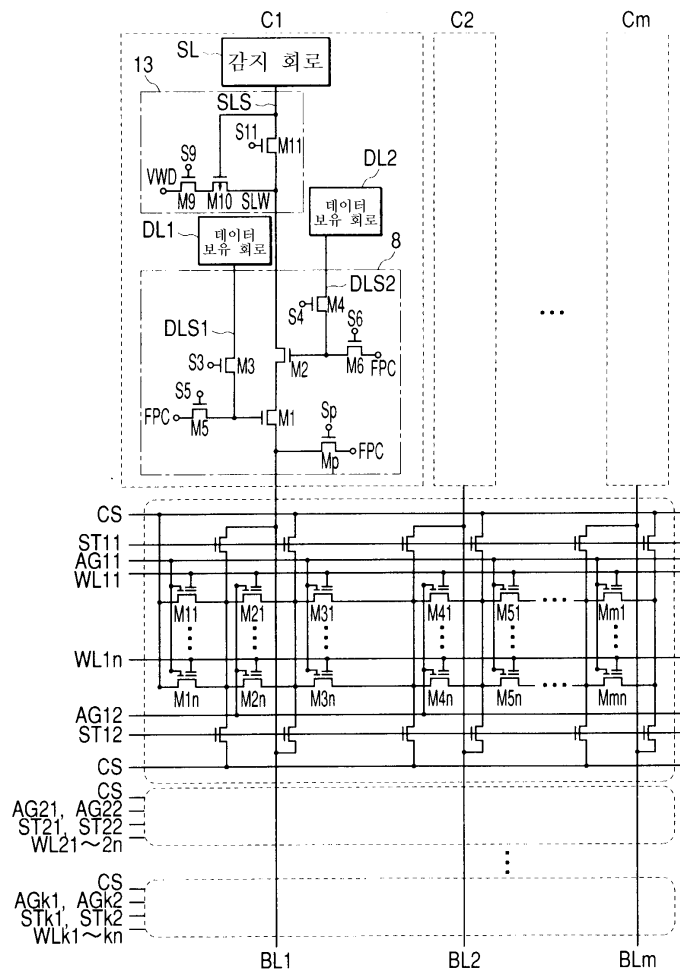 C1 C2 Cm
SL
감지 회로
13
SLS
S11
M11
S9
VWD
M9 M10 SLW
DL2
데이터
보유 회로
DL1
데이터
보유 회로
8
DLS2
S4
M4
DLS1
S6
S3
M3
M2
M6
FPC
S5
FPC
M5
M1
Sp
FPC
Mp
...
CS
ST11
AG11
WL11
M11 M21 M31 M41 M51 ... Mm1
WL1n
M1n M2n M3n M4n M5n ... Mmn
AG12
ST12
CS
CS
AG21, AG22
ST21, ST22
WL21~2n
CS
AGk1, AGk2
STk1, STk2
WLk1~kn
BL1 BL2 BLm